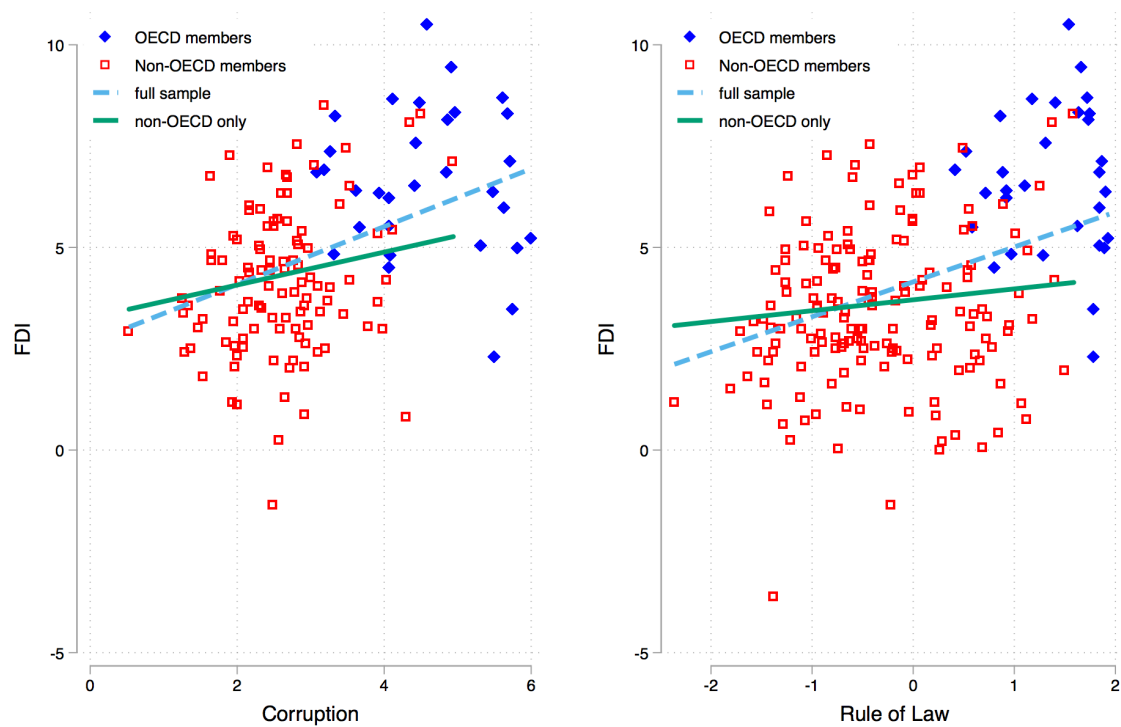 OECD members
Non-OECD members
full sample
non-OECD only
10
5
0
-5
FDI
0
2
4
6
Corruption
OECD members
Non-OECD members
full sample
non-OECD only
10
5
0
-5
FDI
-2
-1
0
1
2
Rule of Law